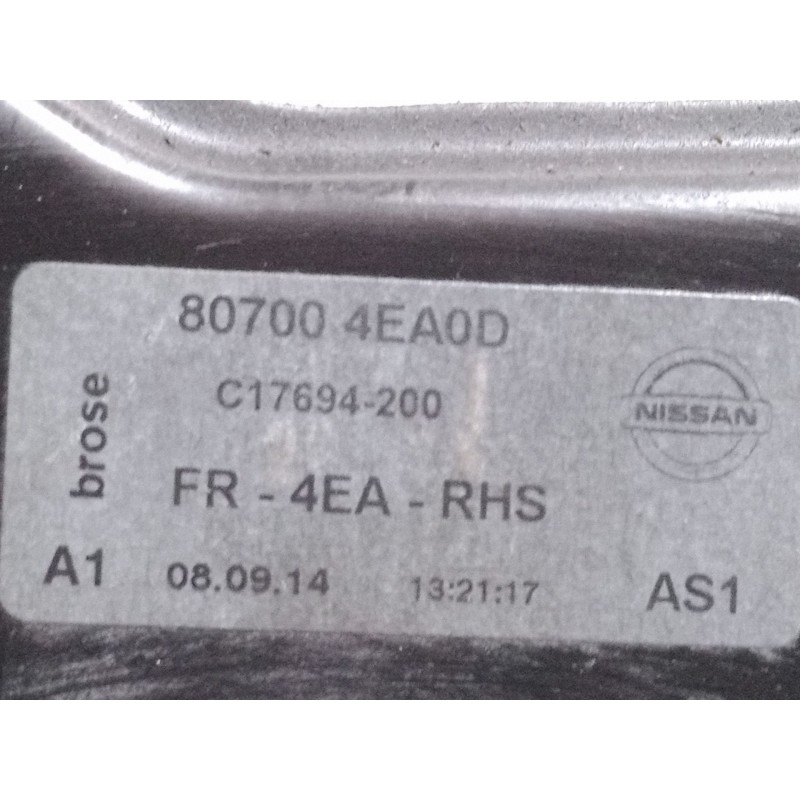 80700 4EA0D
brose
C17694-200
NISSAN
FR - 4EA - RHS
A1 08.09.14 13:21:17 AS1